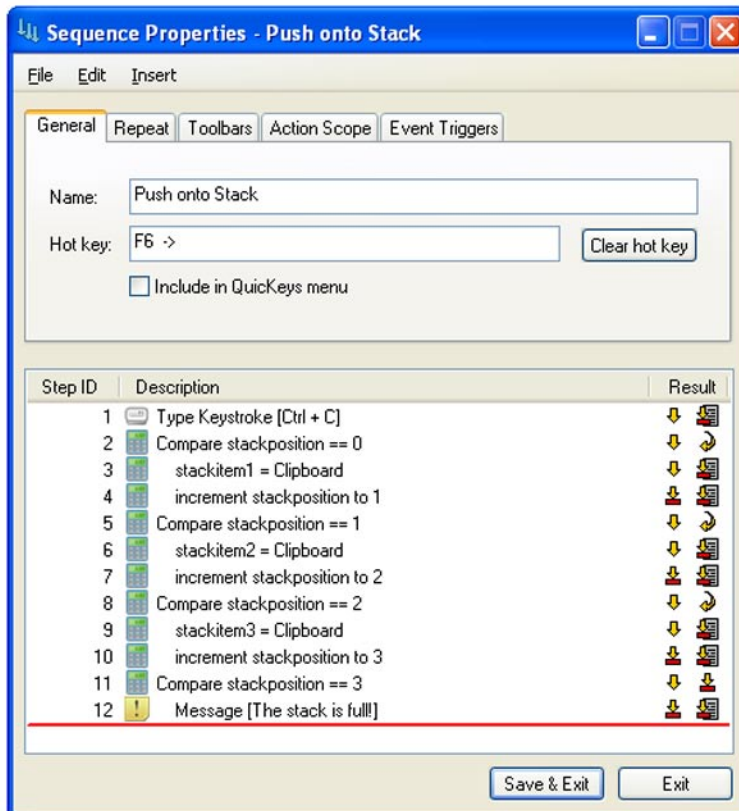 Sequence Properties - Push onto Stack
File Edit Insert
General Repeat Toolbars Action Scope Event Triggers
Name: Push onto Stack
Hot key: F6 -> Clear hot key
Include in QuicKeys menu
Step ID Description Result
1 Type Keystroke [Ctrl + C]
2 Compare stackposition == 0
3 stackitem1 = Clipboard
4 increment stackposition to 1
5 Compare stackposition == 1
6 stackitem2 = Clipboard
7 increment stackposition to 2
8 Compare stackposition == 2
9 stackitem3 = Clipboard
10 increment stackposition to 3
11 Compare stackposition == 3
12 Message [The stack is full!]
Save & Exit Exit